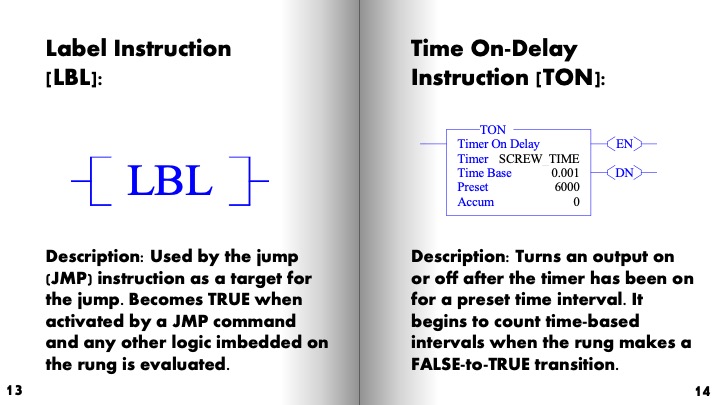 Label Instruction
[LBL]:
LBL
Description: Used by the jump
(JMP) instruction as a target for
the jump. Becomes TRUE when
activated by a JMP command
and any other logic imbedded on
the rung is evaluated.
13
Time On-Delay
Instruction [TON]:
TON
Timer On Delay
Timer SCREW_TIME
Time Base 0.001
Preset 6000
Accum 0
EN
DN
Description: Turns an output on
or off after the timer has been on
for a preset time interval. It
begins to count time-based
intervals when the rung makes a
FALSE-to-TRUE transition.
14